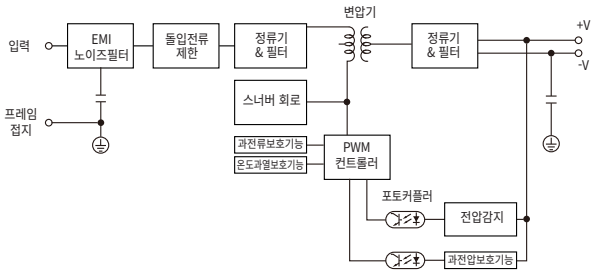 입력
EMI
노이즈필터
돌입전류
제한
정류기
& 필터
변압기
정류기
& 필터
+V
-V
스너버 회로
프레임
접지
과전류보호기능
온도과열보호기능
PWM
컨트롤러
포토커플러
전압감지
과전압보호기능